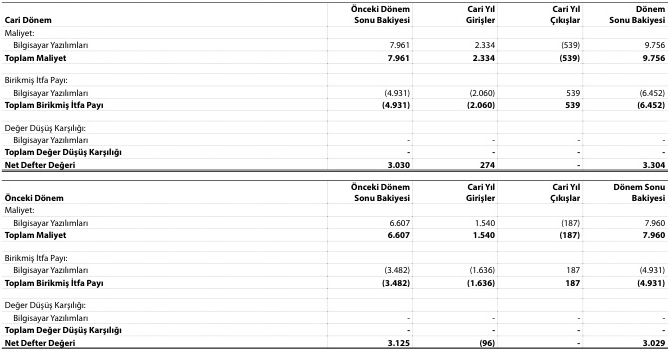 Cari Dönem Önceki Dönem Sonu Bakiyesi Cari Yıl Girişler Cari Yıl Çıkışlar Dönem Sonu Bakiyesi
Maliyet:
Bilgisayar Yazılımları 7.961 2.334 (539) 9.756
Toplam Maliyet 7.961 2.334 (539) 9.756
Birikmiş İtfa Payı:
Bilgisayar Yazılımları (4.931) (2.060) 539 (6.452)
Toplam Birikmiş İtfa Payı (4.931) (2.060) 539 (6.452)
Değer Düşüş Karşılığı:
Bilgisayar Yazılımları - - - -
Toplam Değer Düşüş Karşılığı - - - -
Net Defter Değeri 3.030 274 - 3.304
Önceki Dönem Önceki Dönem Sonu Bakiyesi Cari Yıl Girişler Cari Yıl Çıkışlar Dönem Sonu Bakiyesi
Maliyet:
Bilgisayar Yazılımları 6.607 1.540 (187) 7.960
Toplam Maliyet 6.607 1.540 (187) 7.960
Birikmiş İtfa Payı:
Bilgisayar Yazılımları (3.482) (1.636) 187 (4.931)
Toplam Birikmiş İtfa Payı (3.482) (1.636) 187 (4.931)
Değer Düşüş Karşılığı:
Bilgisayar Yazılımları - - - -
Toplam Değer Düşüş Karşılığı - - - -
Net Defter Değeri 3.125 (96) - 3.029